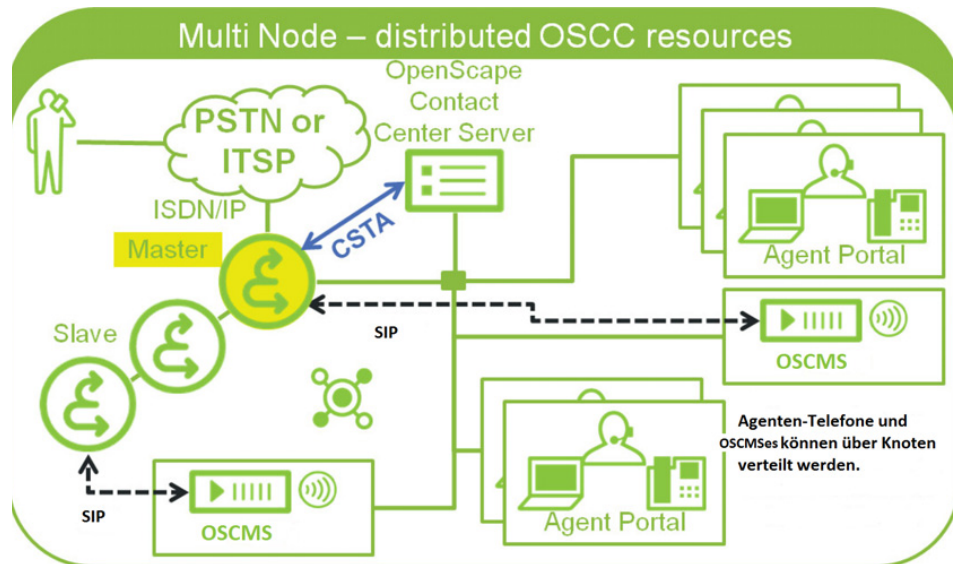 Multi Node – distributed OSCC resources
OpenScape
Contact
Center Server
PSTN or
ITSP
ISDN/IP
CSTA
Master
Agent Portal
Slave
SIP
OSCMS
Agenten-Telefone und
OSCMSes können über Knoten
verteilt werden.
SIP
OSCMS
Agent Portal